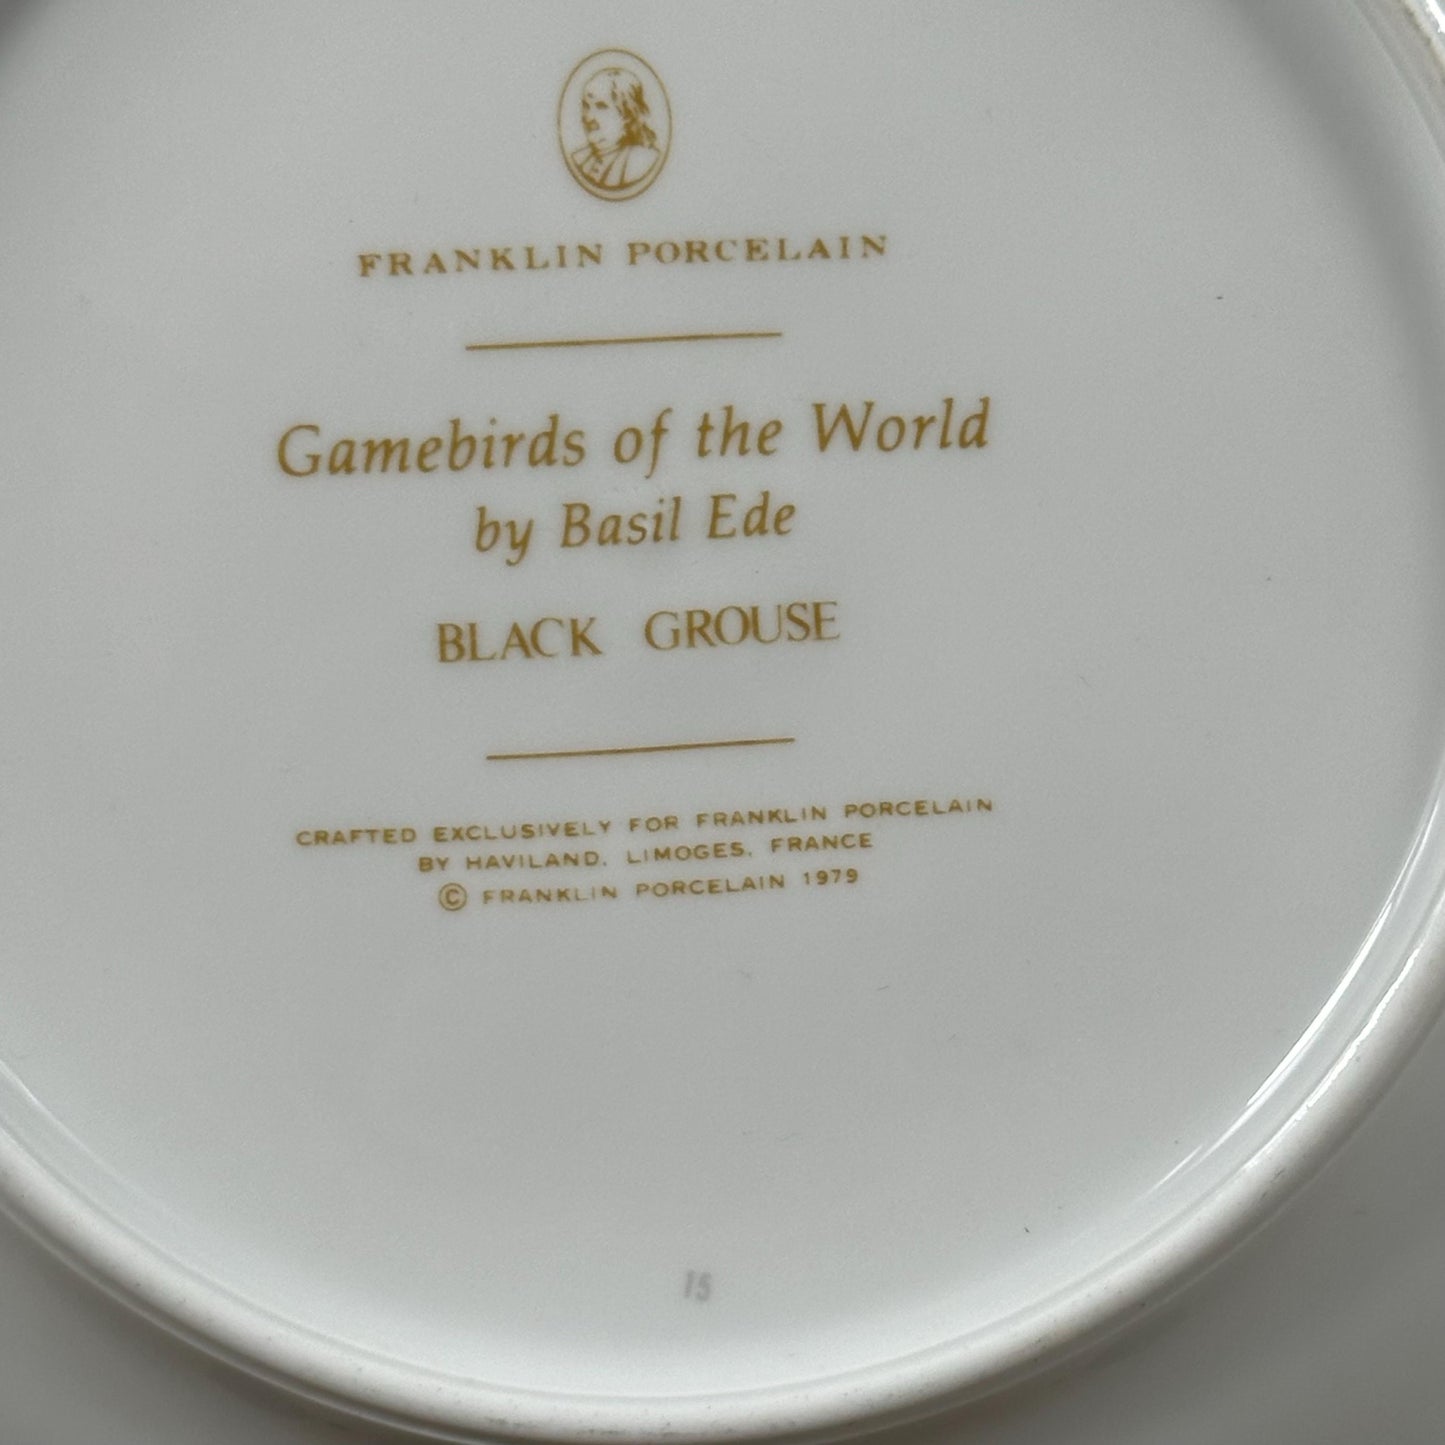 FRANKLIN PORCELAIN
Gamebirds of the World
by Basil Ede
BLACK GROUSE
CRAFTED EXCLUSIVELY FOR FRANKLIN PORCELAIN
BY HAVILAND, LIMOGES, FRANCE
© FRANKLIN PORCELAIN 1979
15